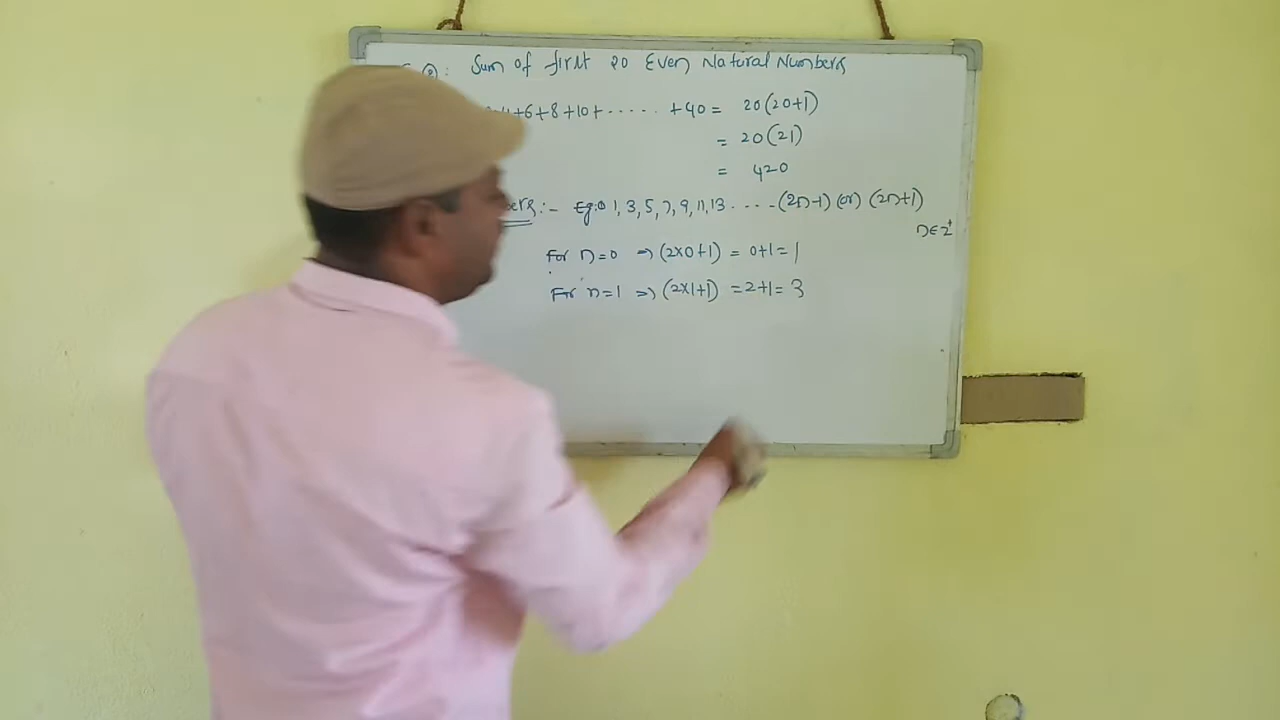 ②: Sum of first 20 Even Natural Numbers
4+6+8+10+ ...... +40 = 20(20+1)
= 20(21)
= 420
bers:- Eg:- 1, 3, 5, 7, 9, 11, 13 .... (2n-1) (or) (2n+1)
n∈z⁺
For n=0 ⇒ (2x0+1) = 0+1=1
For n=1 ⇒ (2x1+1) =2+1= 3